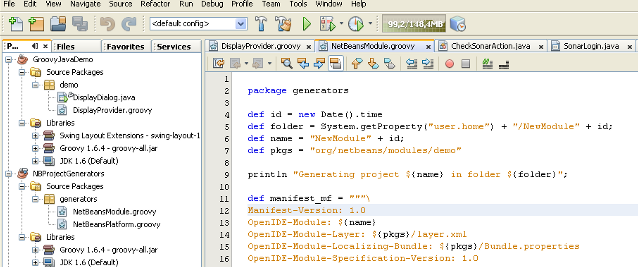 File Edit View Navigate Source Refactor Run Debug Profile Team Tools Window Help
<default config>
99,2/148,4MB
P... Files Favorites Services
DisplayProvider.groovy NetBeansModule.groovy CheckSonarAction.java SonarLogin.java
GroovyJavaDemo
Source Packages
demo
DisplayDialog.java
DisplayProvider.groovy
Libraries
Swing Layout Extensions - swing-layout-1
Groovy 1.6.4 - groovy-all.jar
JDK 1.6 (Default)
NBProjectGenerators
Source Packages
generators
NetBeansModule.groovy
NetBeansPlatform.groovy
Libraries
Groovy 1.6.4 - groovy-all.jar
JDK 1.6 (Default)
1
2 package generators
3
4 def id = new Date().time
5 def folder = System.getProperty("user.home") + "/NewModule" + id;
6 def name = "NewModule" + id;
7 def pkgs = "org/netbeans/modules/demo"
8
9 println "Generating project ${name} in folder ${folder}";
10
11 def manifest_mf = """\
12 Manifest-Version: 1.0
13 OpenIDE-Module: ${name}
14 OpenIDE-Module-Layer: ${pkgs}/layer.xml
15 OpenIDE-Module-Localizing-Bundle: ${pkgs}/Bundle.properties
16 OpenIDE-Module-Specification-Version: 1.0